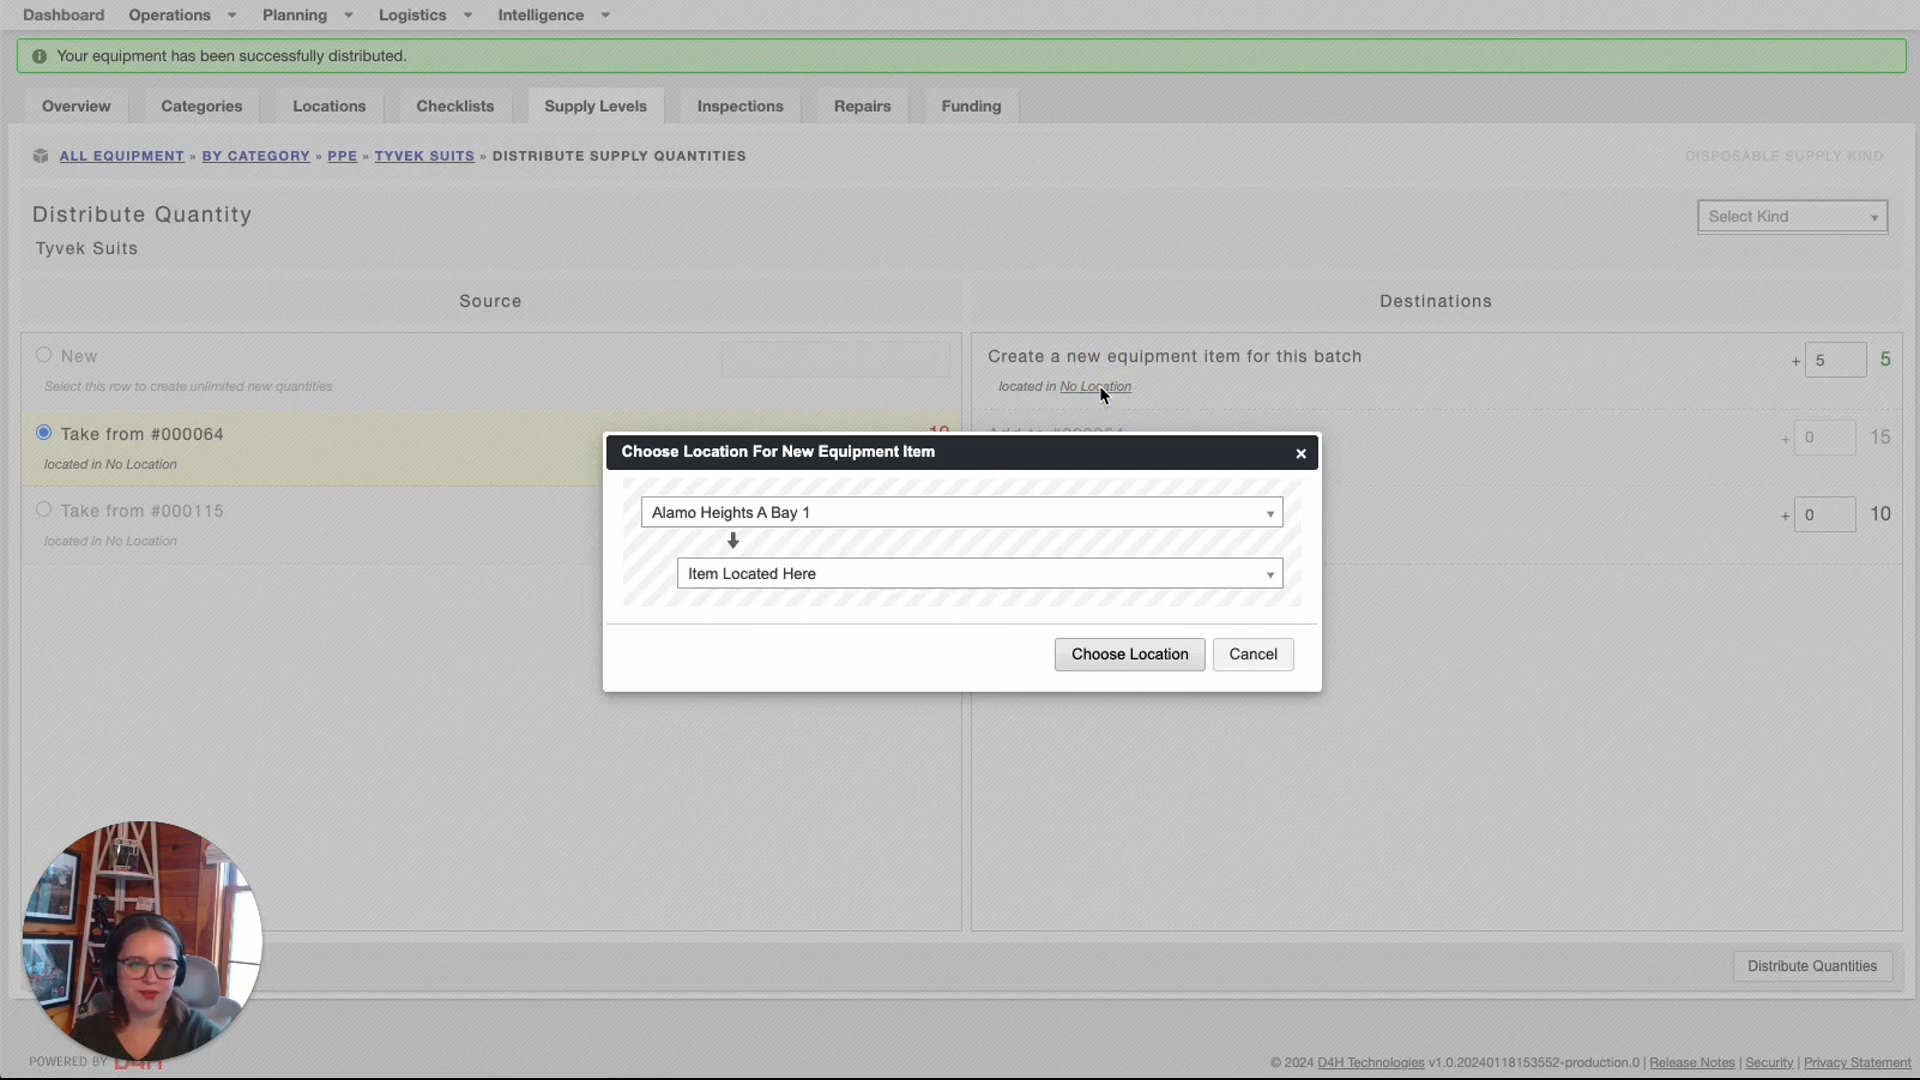 Dashboard Operations Planning Logistics Intelligence
Your equipment has been successfully distributed.
Overview Categories Locations Checklists Supply Levels Inspections Repairs Funding
ALL EQUIPMENT » BY CATEGORY » PPE » TYVEK SUITS » DISTRIBUTE SUPPLY QUANTITIES
DISPOSABLE SUPPLY KIND
Distribute Quantity
Select Kind
Tyvek Suits
Source
Destinations
New
Select this row to create unlimited new quantities
Take from #000064
located in No Location
Take from #000115
located in No Location
Create a new equipment item for this batch
+ 5 5
located in No Location
+ 0 15
+ 0 10
Choose Location For New Equipment Item
×
Alamo Heights A Bay 1
Item Located Here
Choose Location Cancel
Distribute Quantities
POWERED BY D4H
© 2024 D4H Technologies v1.0.20240118153552-production.0 | Release Notes | Security | Privacy Statement